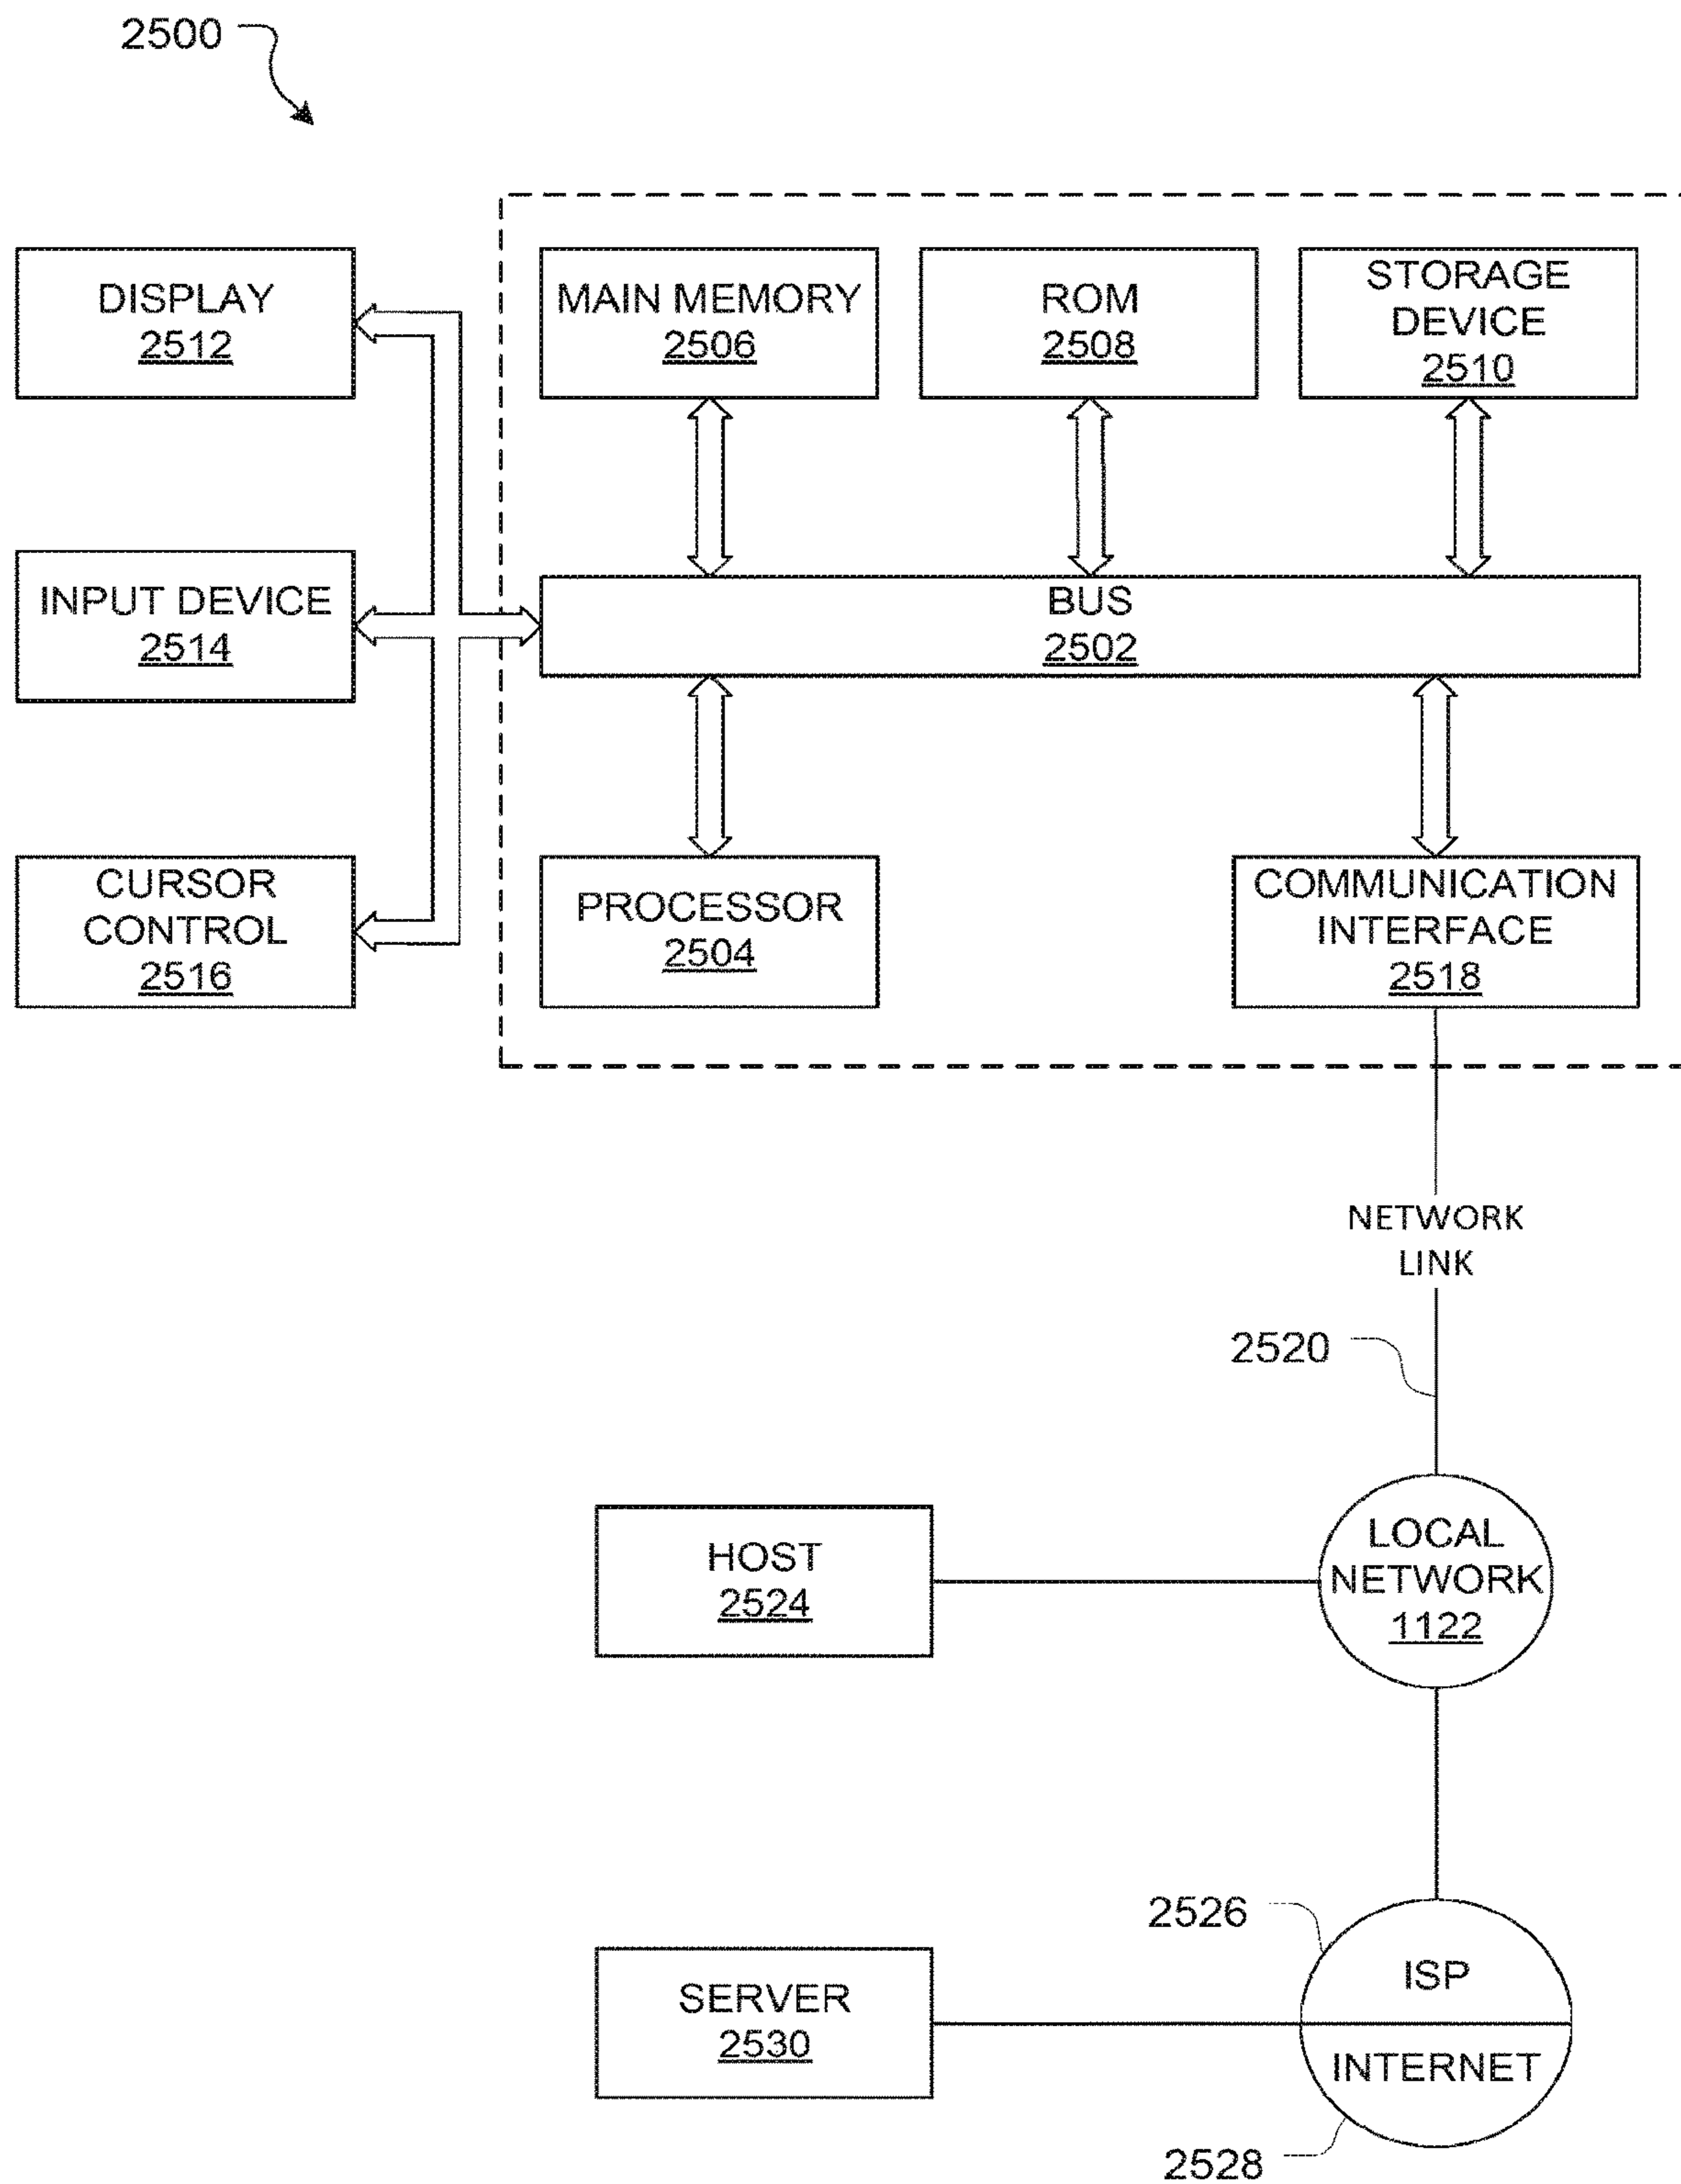 2500
DISPLAY
2512
MAIN MEMORY
2506
ROM
2508
STORAGE
DEVICE
2510
INPUT DEVICE
2514
BUS
2502
CURSOR
CONTROL
2516
PROCESSOR
2504
COMMUNICATION
INTERFACE
2518
NETWORK
LINK
2520
HOST
2524
LOCAL
NETWORK
1122
2526
ISP
SERVER
2530
INTERNET
2528